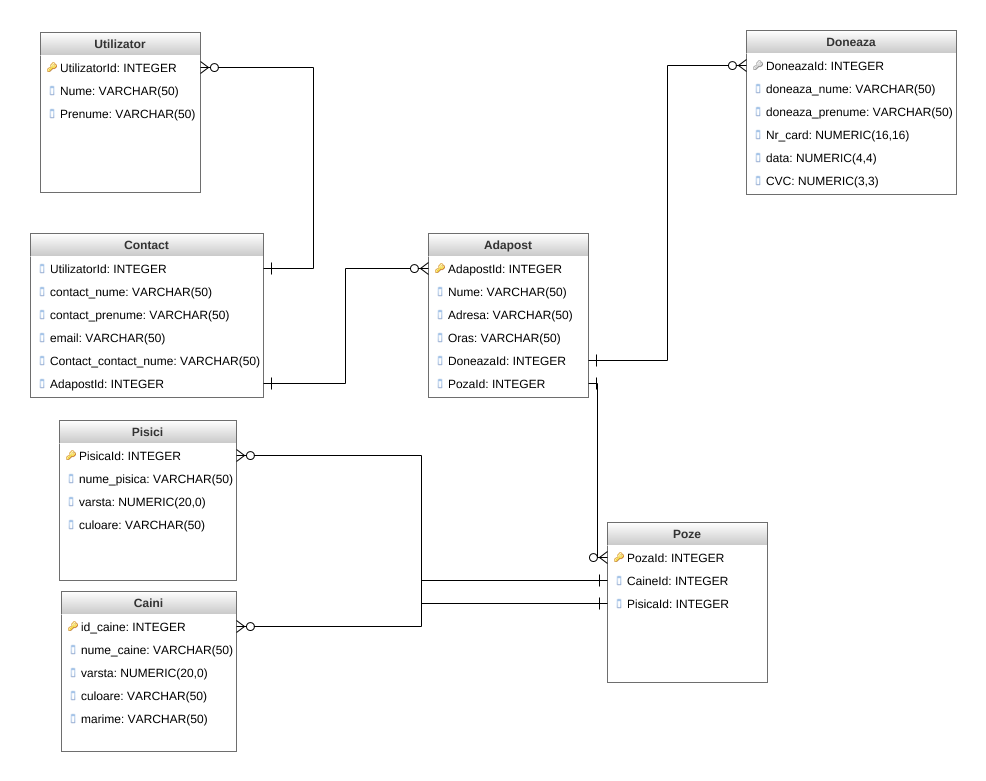 Utilizator
UtilizatorId: INTEGER
Nume: VARCHAR(50)
Prenume: VARCHAR(50)
Doneaza
DoneazaId: INTEGER
doneaza_nume: VARCHAR(50)
doneaza_prenume: VARCHAR(50)
Nr_card: NUMERIC(16,16)
data: NUMERIC(4,4)
CVC: NUMERIC(3,3)
Contact
UtilizatorId: INTEGER
contact_nume: VARCHAR(50)
contact_prenume: VARCHAR(50)
email: VARCHAR(50)
Contact_contact_nume: VARCHAR(50)
AdapostId: INTEGER
Adapost
AdapostId: INTEGER
Nume: VARCHAR(50)
Adresa: VARCHAR(50)
Oras: VARCHAR(50)
DoneazaId: INTEGER
PozaId: INTEGER
Pisici
PisicaId: INTEGER
nume_pisica: VARCHAR(50)
varsta: NUMERIC(20,0)
culoare: VARCHAR(50)
Poze
PozaId: INTEGER
CaineId: INTEGER
PisicaId: INTEGER
Caini
id_caine: INTEGER
nume_caine: VARCHAR(50)
varsta: NUMERIC(20,0)
culoare: VARCHAR(50)
marime: VARCHAR(50)